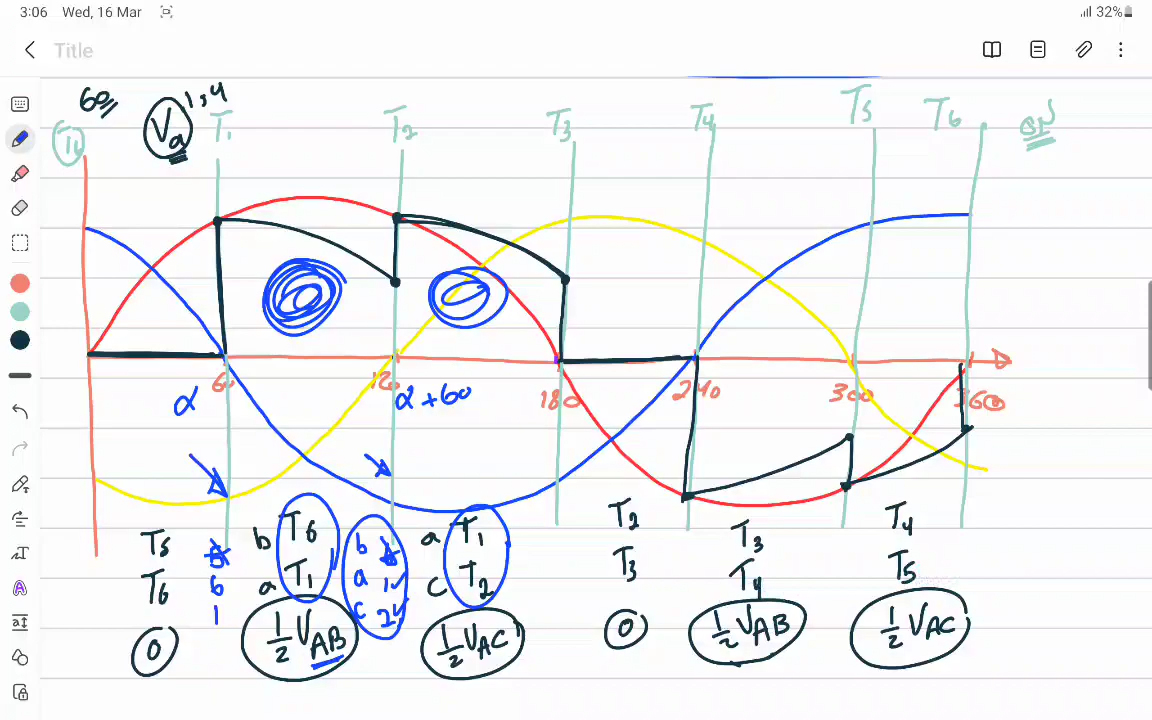 3:06 Wed, 16 Mar
32%
Title
60
Va 1,4
T1 T2 T3 T4 T5 T6
60 120 180 240 300 360
α α+60
T5 b T6 b a T1 T2 T3 T4
T6 6 a T1 a 1 c T2 T3 T4 T5
1 c 2
0 1/2 VAB 1/2 VAC 0 1/2 VAB 1/2 VAC